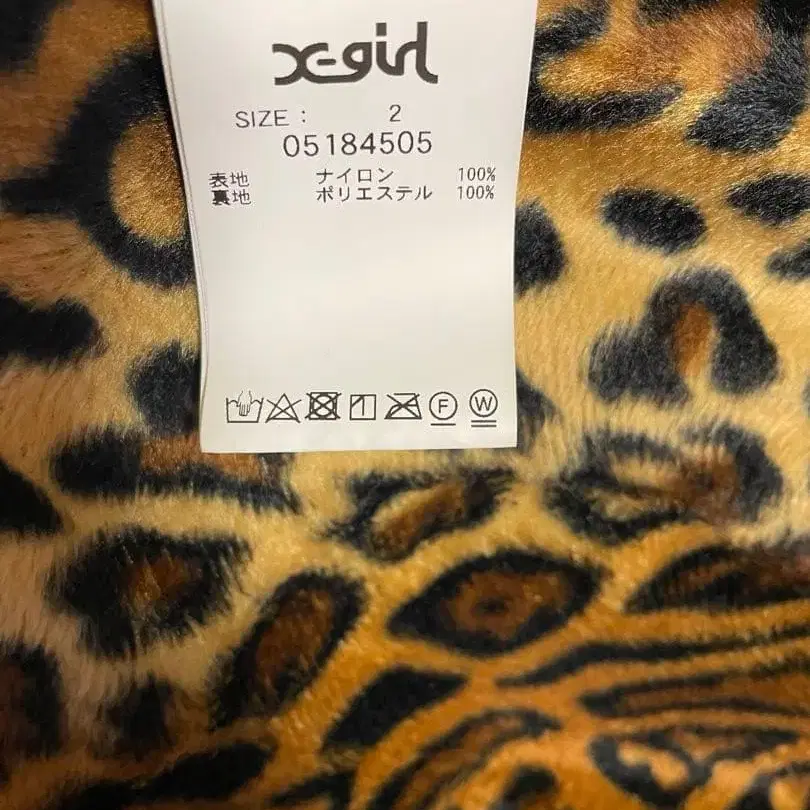 X-girl
SIZE : 2
05184505
表地 ナイロン 100%
裏地 ポリエステル 100%
F W